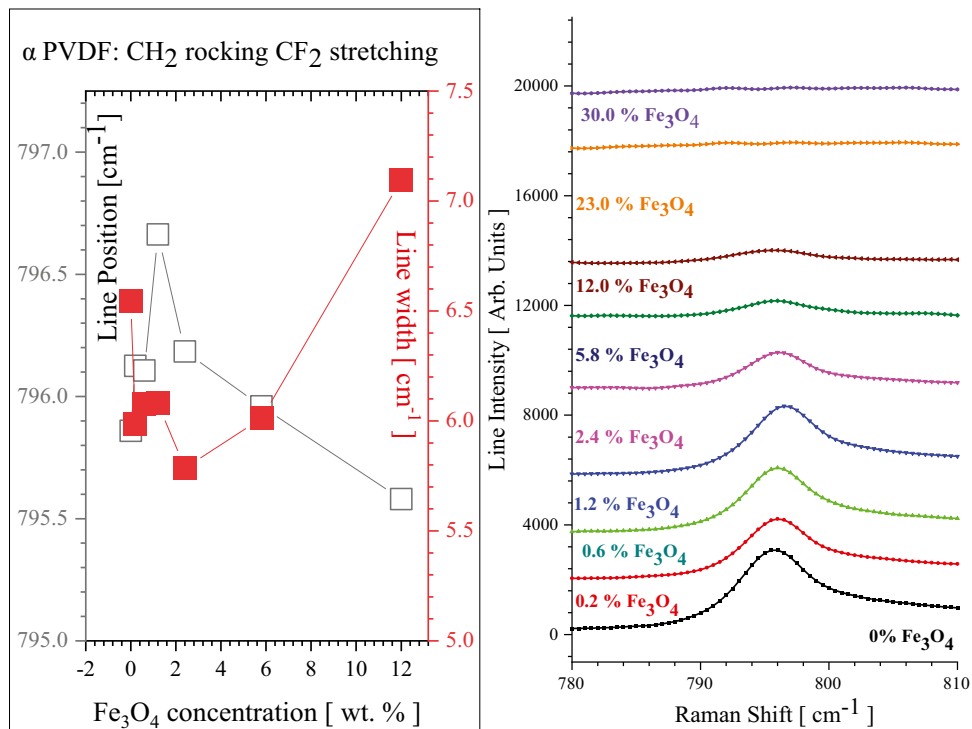 α PVDF: CH2 rocking CF2 stretching
Line Position [cm-1]
797.0
796.5
796.0
795.5
795.0
7.5
7.0
6.5
6.0
5.5
5.0
Line width [ cm-1]
-2 0 2 4 6 8 10 12
Fe3O4 concentration [ wt. % ]
Line Intensity [ Arb. Units ]
20000
16000
12000
8000
4000
0
30.0 % Fe3O4
23.0 % Fe3O4
12.0 % Fe3O4
5.8 % Fe3O4
2.4 % Fe3O4
1.2 % Fe3O4
0.6 % Fe3O4
0.2 % Fe3O4
0% Fe3O4
780 790 800 810
Raman Shift [ cm-1 ]